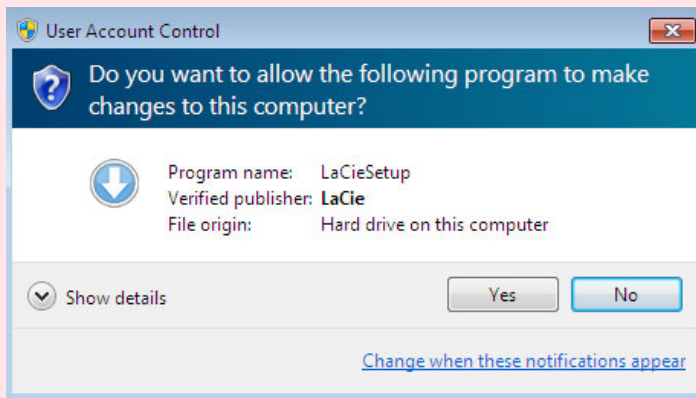 User Account Control
Do you want to allow the following program to make
changes to this computer?
Program name: LaCieSetup
Verified publisher: LaCie
File origin: Hard drive on this computer
Show details
Yes No
Change when these notifications appear